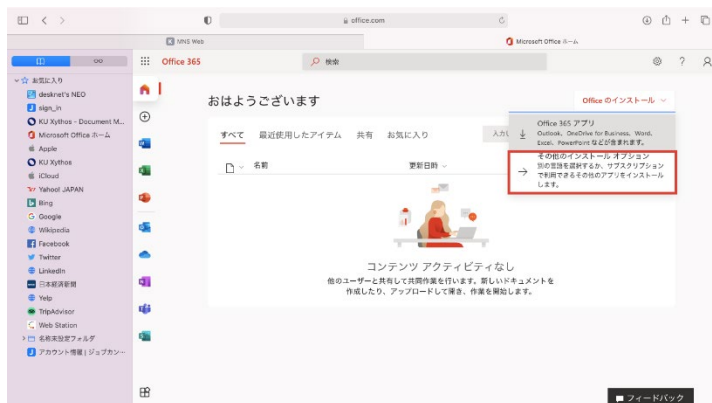 office.com
MNS Web
Microsoft Office ホーム
お気に入り
desknet's NEO
sign_in
KU Xythos - Document M...
Microsoft Office ホーム
Apple
KU Xythos
iCloud
Yahoo! JAPAN
Bing
Google
Wikipedia
Facebook
Twitter
LinkedIn
日本経済新聞
Yelp
TripAdvisor
Web Station
名称未設定フォルダ
アカウント情報 | ジョブカン…
Office 365
検索
?
おはようございます
Office のインストール
すべて 最近使用したアイテム 共有 お気に入り
名前 更新日時
Office 365 アプリ
Outlook、OneDrive for Business、Word、
Excel、PowerPoint などが含まれます。
その他のインストール オプション
別の言語を選択するか、サブスクリプション
で利用できるその他のアプリをインストール
します。
コンテンツ アクティビティなし
他のユーザーと共有して共同作業を行います。新しいドキュメントを
作成したり、アップロードして開き、作業を開始します。
フィードバック